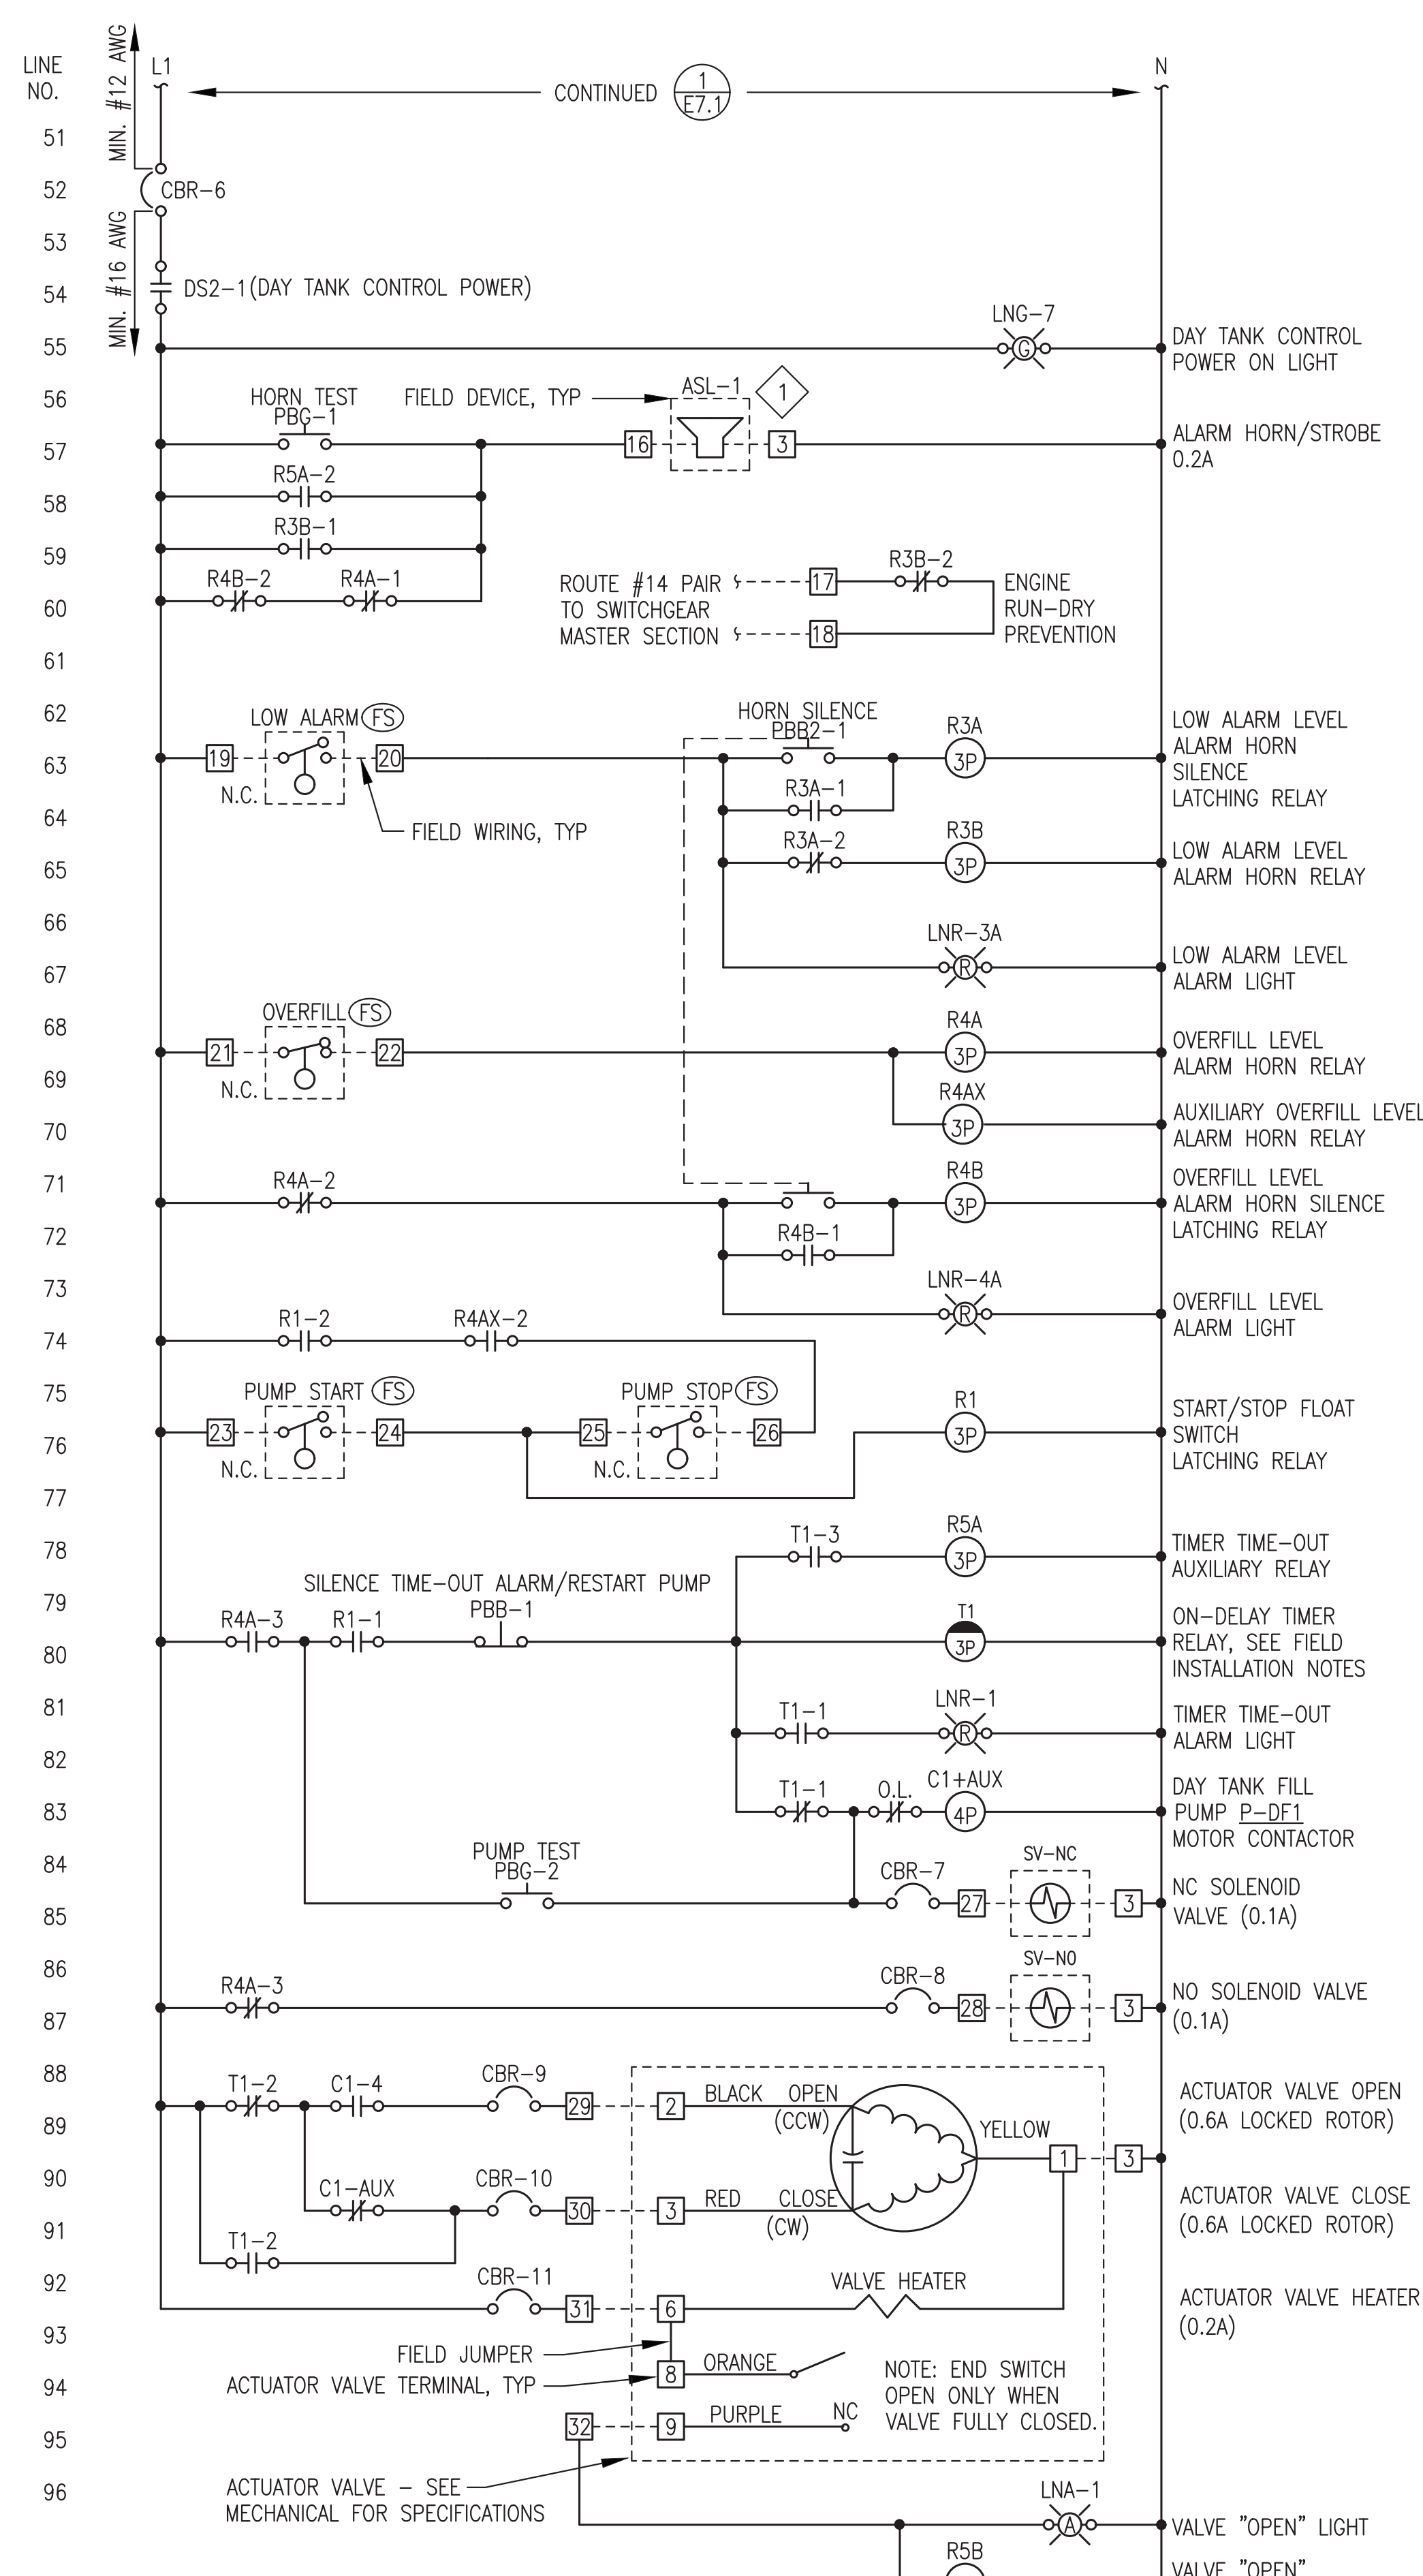 LINE
NO.
MIN. #12 AWG
L1
CONTINUED
1
E7.1
N
51
52
CBR-6
53
MIN. #16 AWG
54
DS2-1(DAY TANK CONTROL POWER)
LNG-7
55
G
DAY TANK CONTROL
POWER ON LIGHT
56
HORN TEST
PBG-1
FIELD DEVICE, TYP
ASL-1
1
57
16
3
ALARM HORN/STROBE
0.2A
R5A-2
58
R3B-1
59
R4B-2
R4A-1
60
ROUTE #14 PAIR
TO SWITCHGEAR
MASTER SECTION
17
18
R3B-2
ENGINE
RUN-DRY
PREVENTION
61
62
LOW ALARM
FS
HORN SILENCE
PBB2-1
R3A
63
19
20
3P
N.C.
LOW ALARM LEVEL
ALARM HORN
SILENCE
LATCHING RELAY
64
R3A-1
FIELD WIRING, TYP
R3A-2
R3B
65
3P
LOW ALARM LEVEL
ALARM HORN RELAY
66
LNR-3A
67
R
LOW ALARM LEVEL
ALARM LIGHT
68
OVERFILL
FS
R4A
21
22
3P
OVERFILL LEVEL
ALARM HORN RELAY
69
N.C.
R4AX
70
3P
AUXILIARY OVERFILL LEVEL
ALARM HORN RELAY
71
R4A-2
R4B
3P
OVERFILL LEVEL
ALARM HORN SILENCE
LATCHING RELAY
72
R4B-1
73
LNR-4A
R
OVERFILL LEVEL
ALARM LIGHT
74
R1-2
R4AX-2
75
PUMP START
FS
PUMP STOP
FS
R1
76
23
24
25
26
3P
N.C.
N.C.
START/STOP FLOAT
SWITCH
LATCHING RELAY
77
78
T1-3
R5A
3P
TIMER TIME-OUT
AUXILIARY RELAY
79
SILENCE TIME-OUT ALARM/RESTART PUMP
PBB-1
R4A-3
R1-1
T1
80
3P
ON-DELAY TIMER
RELAY, SEE FIELD
INSTALLATION NOTES
81
T1-1
LNR-1
R
TIMER TIME-OUT
ALARM LIGHT
82
83
T1-1
O.L.
C1+AUX
4P
DAY TANK FILL
PUMP P-DF1
MOTOR CONTACTOR
84
PUMP TEST
PBG-2
CBR-7
SV-NC
85
27
3
NC SOLENOID
VALVE (0.1A)
86
R4A-3
CBR-8
SV-NO
87
28
3
NO SOLENOID VALVE
(0.1A)
88
T1-2
C1-4
CBR-9
29
2
BLACK OPEN
(CCW)
ACTUATOR VALVE OPEN
(0.6A LOCKED ROTOR)
89
YELLOW
1
3
90
C1-AUX
CBR-10
30
3
RED CLOSE
(CW)
ACTUATOR VALVE CLOSE
(0.6A LOCKED ROTOR)
91
T1-2
92
CBR-11
31
6
VALVE HEATER
ACTUATOR VALVE HEATER
(0.2A)
93
FIELD JUMPER
94
ACTUATOR VALVE TERMINAL, TYP
8
ORANGE
NOTE: END SWITCH
OPEN ONLY WHEN
VALVE FULLY CLOSED.
95
32
9
PURPLE
NC
96
ACTUATOR VALVE - SEE
MECHANICAL FOR SPECIFICATIONS
LNA-1
A
VALVE "OPEN" LIGHT
R5B
VALVE "OPEN"